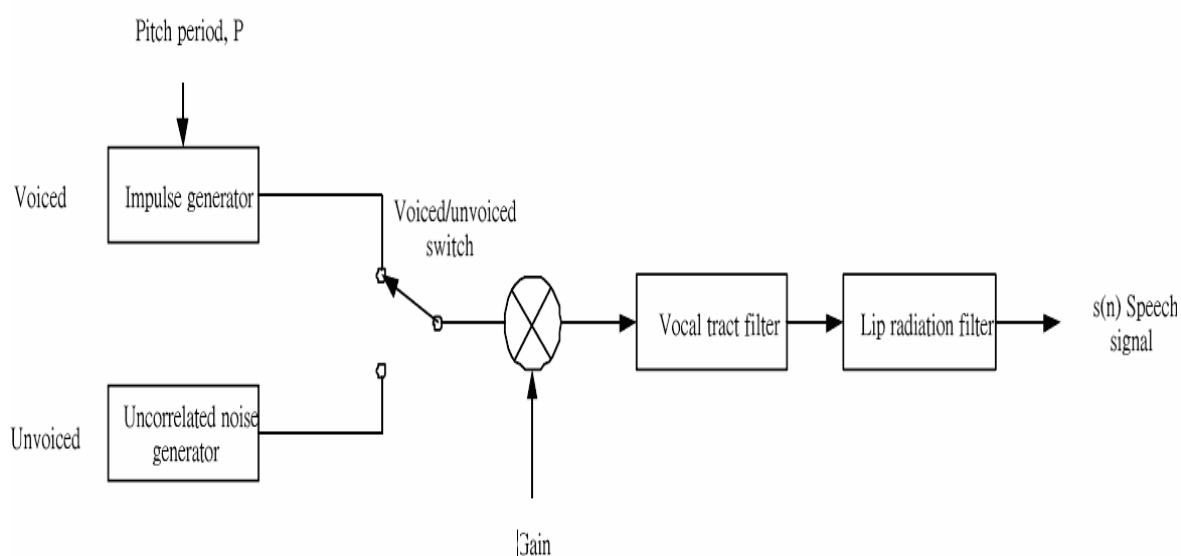 Pitch period, P
Voiced
Impulse generator
Voiced/unvoiced
switch
Vocal tract filter
Lip radiation filter
s(n) Speech
signal
Unvoiced
Uncorrelated noise
generator
Gain